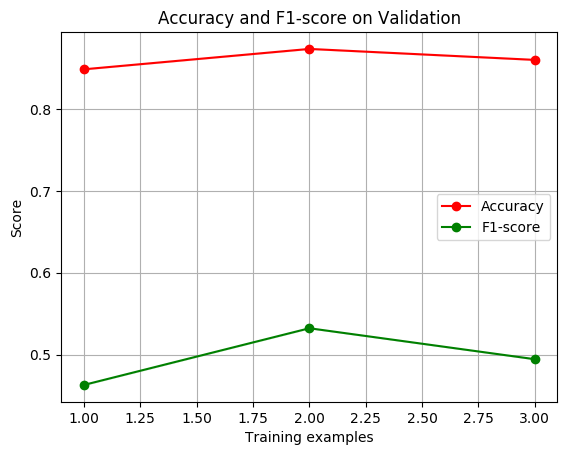 Accuracy and F1-score on Validation
Score
0.8
0.7
0.6
0.5
Accuracy
F1-score
1.00 1.25 1.50 1.75 2.00 2.25 2.50 2.75 3.00
Training examples